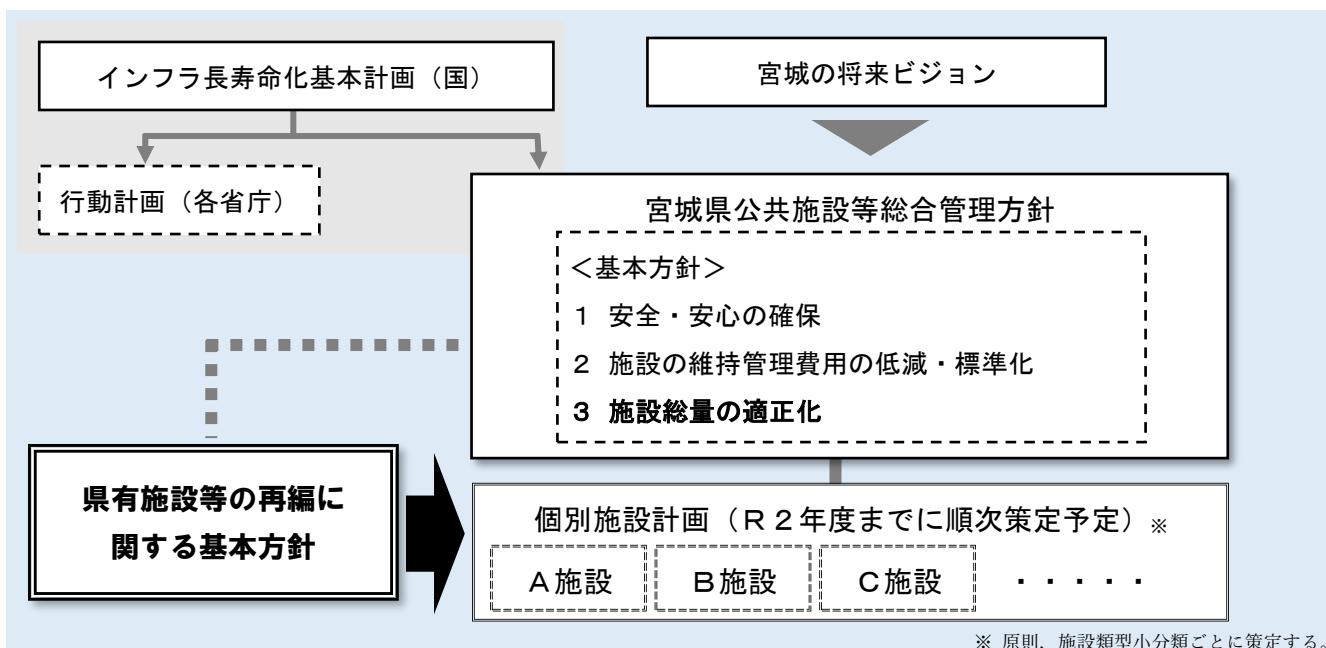 インフラ長寿命化基本計画（国）
宮城の将来ビジョン
行動計画（各省庁）
宮城県公共施設等総合管理方針
＜基本方針＞
１ 安全・安心の確保
２ 施設の維持管理費用の低減・標準化
３ 施設総量の適正化
県有施設等の再編に
関する基本方針
個別施設計画（Ｒ２年度までに順次策定予定）※
Ａ施設 Ｂ施設 Ｃ施設 ・・・・・
※ 原則，施設類型小分類ごとに策定する。